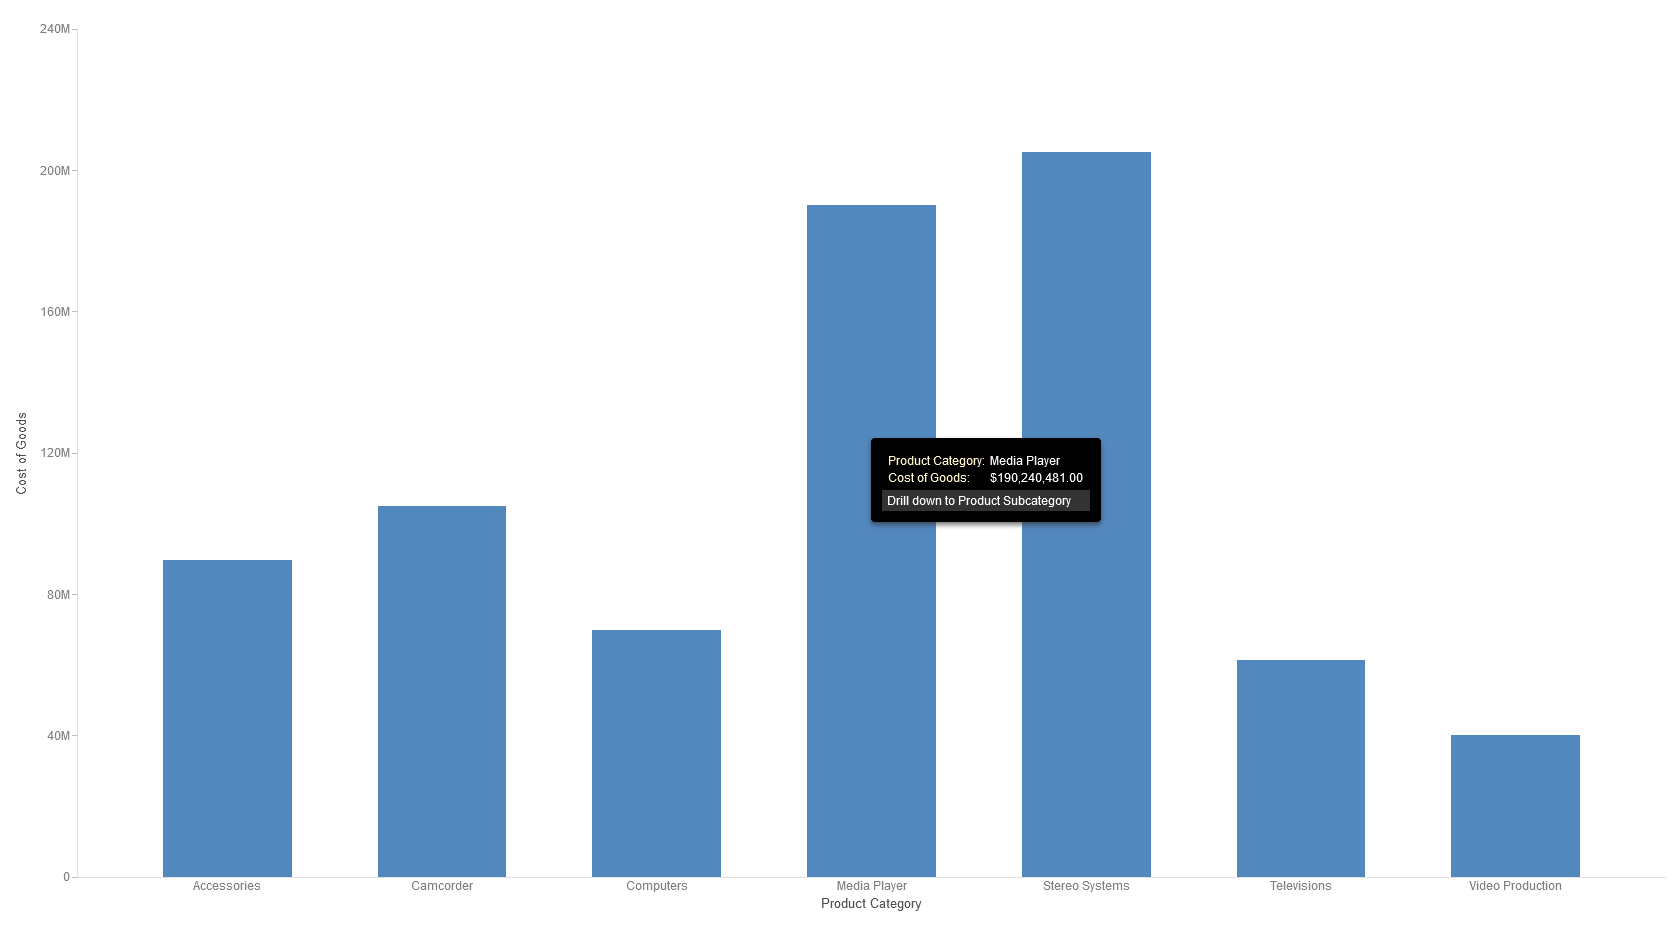 240M
200M
160M
120M
80M
40M
0
Cost of Goods
Product Category: Media Player
Cost of Goods: $190,240,481.00
Drill down to Product Subcategory
Accessories Camcorder Computers Media Player Stereo Systems Televisions Video Production
Product Category